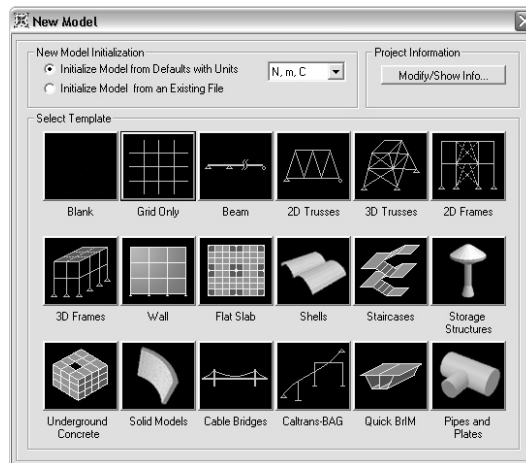 New Model
New Model Initialization
Initialize Model from Defaults with Units
N, m, C
Initialize Model from an Existing File
Project Information
Modify/Show Info...
Select Template
Blank
Grid Only
Beam
2D Trusses
3D Trusses
2D Frames
3D Frames
Wall
Flat Slab
Shells
Staircases
Storage
Structures
Underground
Concrete
Solid Models
Cable Bridges
Caltrans-BAG
Quick BrIM
Pipes and
Plates